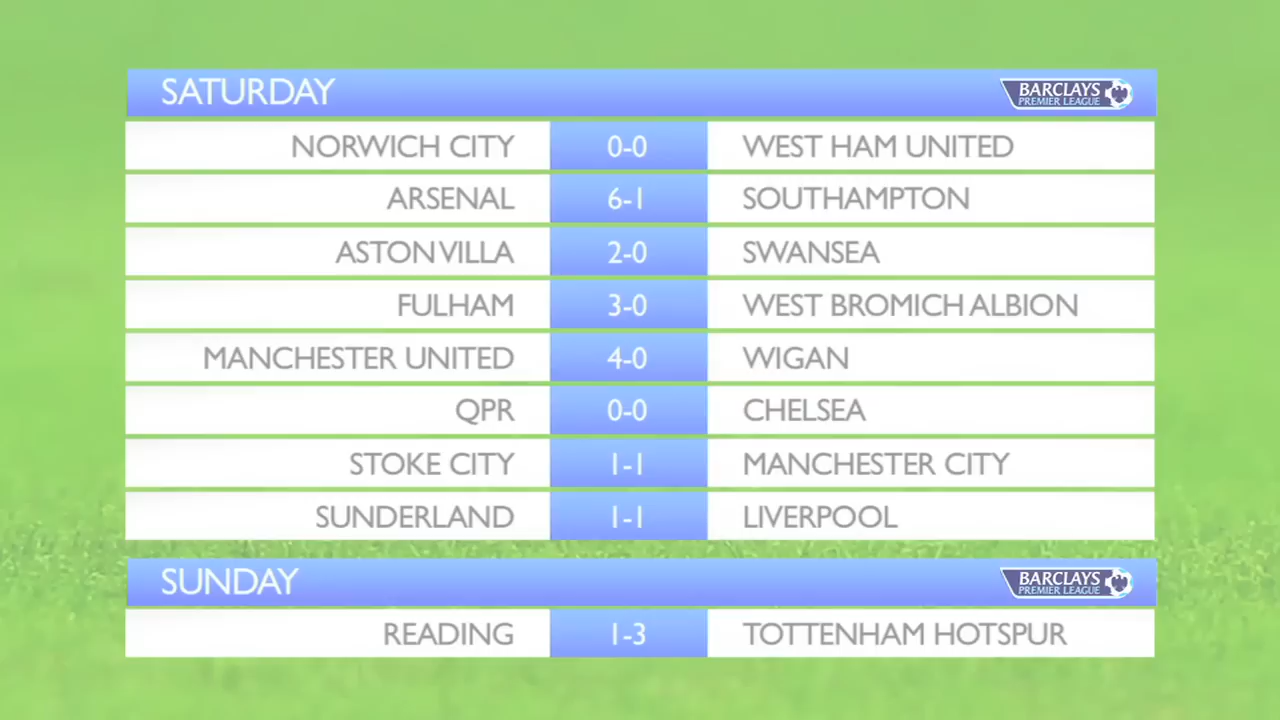 SATURDAY BARCLAYS PREMIER LEAGUE
NORWICH CITY 0-0 WEST HAM UNITED
ARSENAL 6-1 SOUTHAMPTON
ASTON VILLA 2-0 SWANSEA
FULHAM 3-0 WEST BROMICH ALBION
MANCHESTER UNITED 4-0 WIGAN
QPR 0-0 CHELSEA
STOKE CITY 1-1 MANCHESTER CITY
SUNDERLAND 1-1 LIVERPOOL
SUNDAY BARCLAYS PREMIER LEAGUE
READING 1-3 TOTTENHAM HOTSPUR